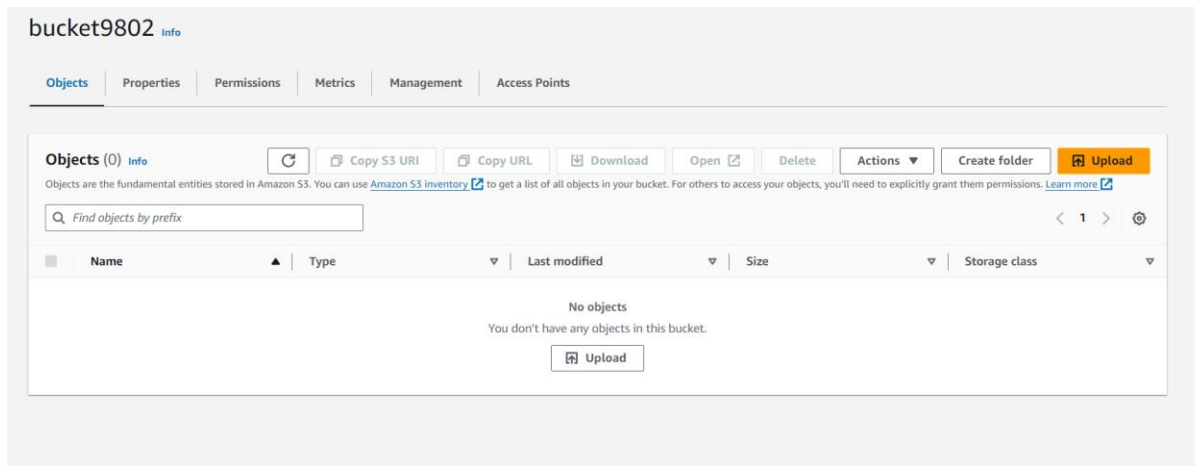 bucket9802 Info
Objects Properties Permissions Metrics Management Access Points
Objects (0) Info Copy S3 URI Copy URL Download Open Delete Actions Create folder Upload
Objects are the fundamental entities stored in Amazon S3. You can use Amazon S3 inventory to get a list of all objects in your bucket. For others to access your objects, you'll need to explicitly grant them permissions. Learn more
Find objects by prefix 1
Name Type Last modified Size Storage class
No objects
You don't have any objects in this bucket.
Upload